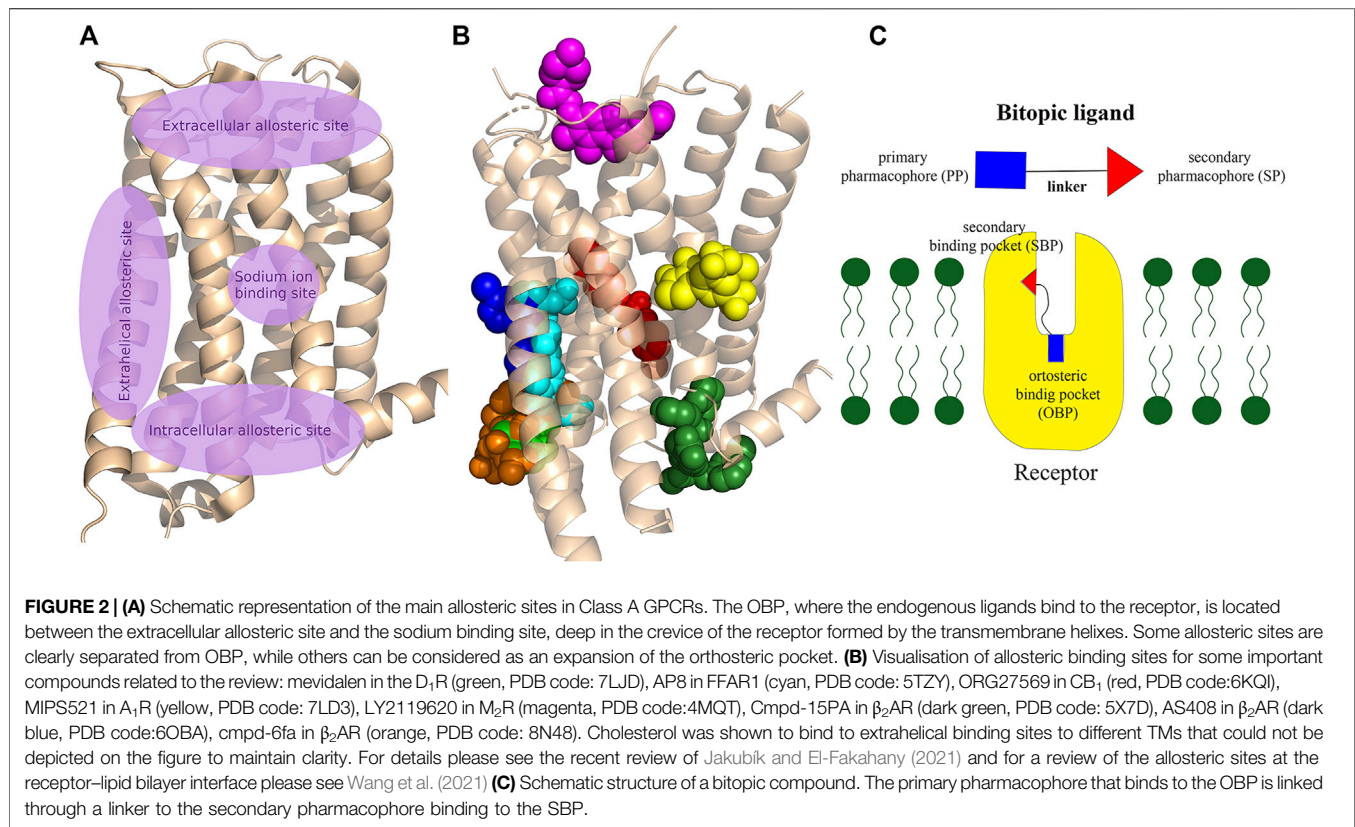 A
B
C
Extracellular allosteric site
Extrahelical allosteric site
Sodium ion
binding site
Intracellular allosteric site
Bitopic ligand
primary
pharmacophore (PP)
linker
secondary
pharmacophore (SP)
secondary
binding pocket (SBP)
ortosteric
bindig pocket
(OBP)
Receptor
FIGURE 2 | (A) Schematic representation of the main allosteric sites in Class A GPCRs. The OBP, where the endogenous ligands bind to the receptor, is located
between the extracellular allosteric site and the sodium binding site, deep in the crevice of the receptor formed by the transmembrane helixes. Some allosteric sites are
clearly separated from OBP, while others can be considered as an expansion of the orthosteric pocket. (B) Visualisation of allosteric binding sites for some important
compounds related to the review: mevidalen in the D₁R (green, PDB code: 7LJD), AP8 in FFAR1 (cyan, PDB code: 5TZY), ORG27569 in CB₁ (red, PDB code:6KQI),
MIPS521 in A₁R (yellow, PDB code: 7LD3), LY2119620 in M₂R (magenta, PDB code:4MQT), Cmpd-15PA in β₂AR (dark green, PDB code: 5X7D), AS408 in β₂AR (dark
blue, PDB code:6OBA), cmpd-6fa in β₂AR (orange, PDB code: 8N48). Cholesterol was shown to bind to extrahelical binding sites to different TMs that could not be
depicted on the figure to maintain clarity. For details please see the recent review of Jakubík and El-Fakahany (2021) and for a review of the allosteric sites at the
receptor–lipid bilayer interface please see Wang et al. (2021) (C) Schematic structure of a bitopic compound. The primary pharmacophore that binds to the OBP is linked
through a linker to the secondary pharmacophore binding to the SBP.